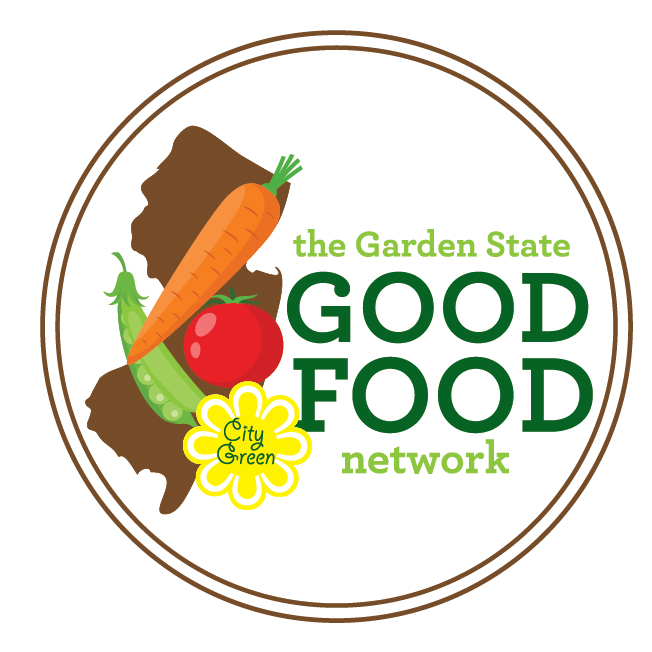 the Garden State
GOOD
FOOD
network
City
Green